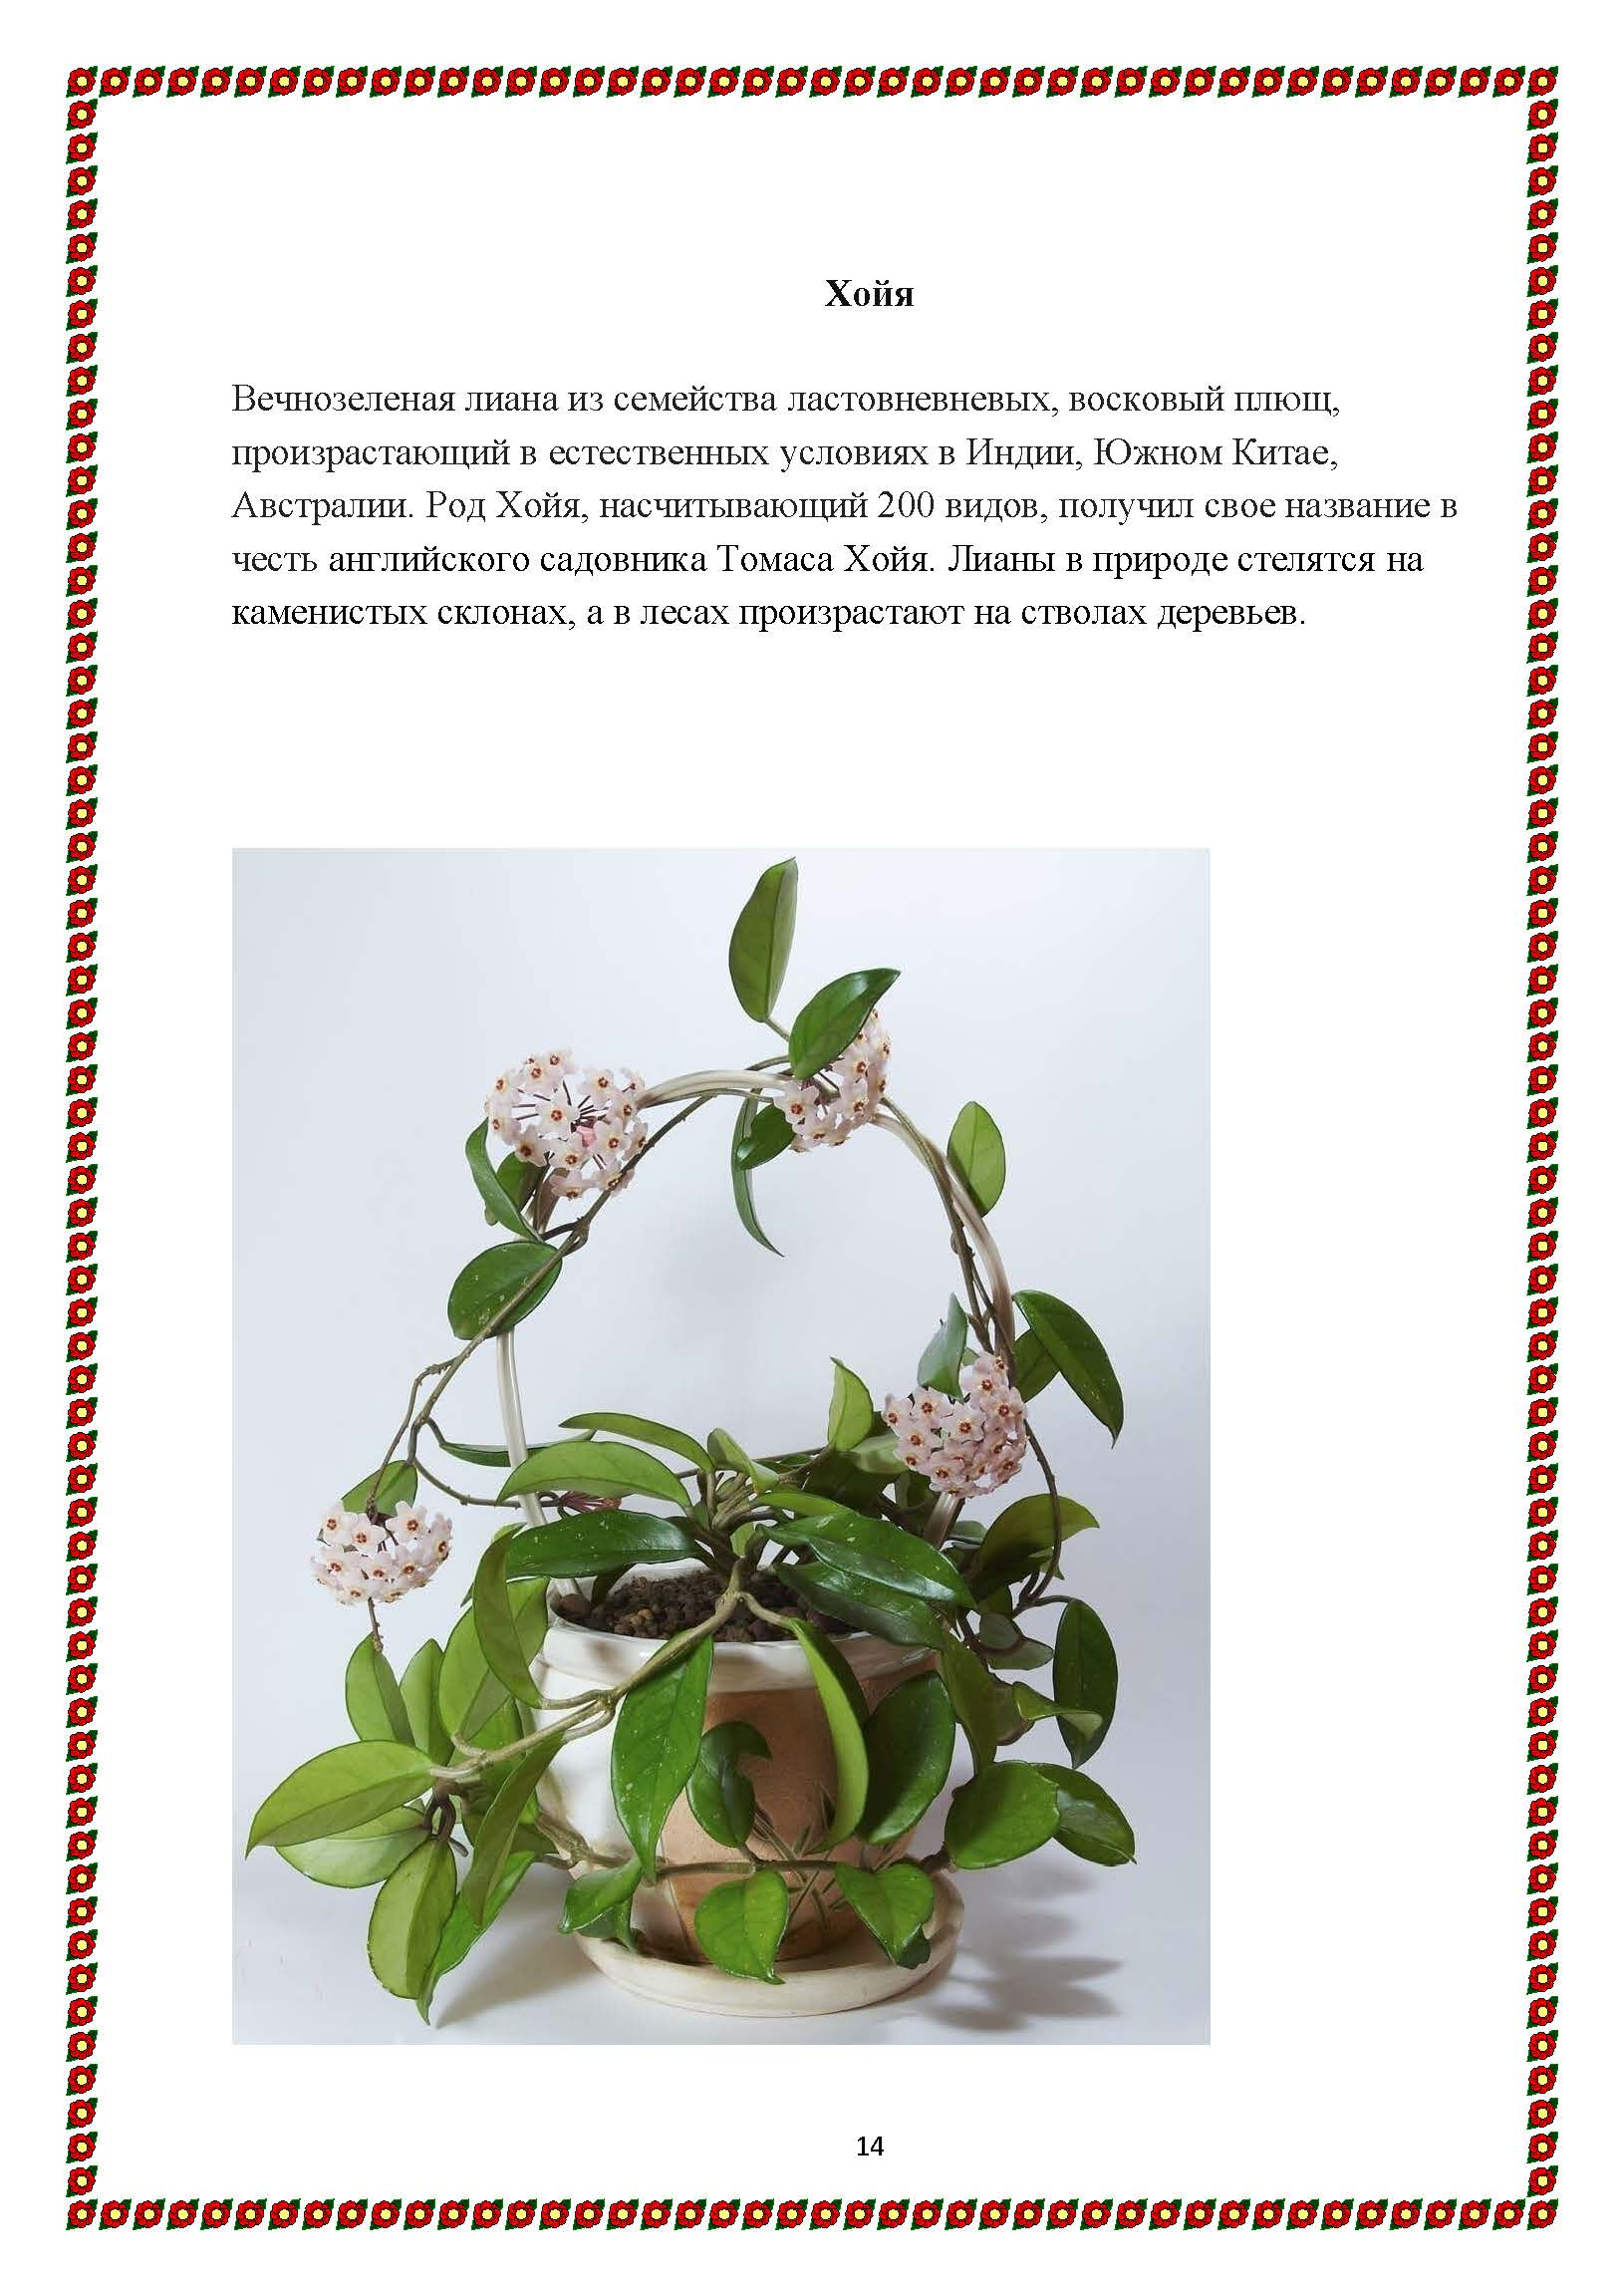 Хойя
Вечнозеленая лиана из семейства ластовневневых, восковый плющ,
произрастающий в естественных условиях в Индии, Южном Китае,
Австралии. Род Хойя, насчитывающий 200 видов, получил свое название в
честь английского садовника Томаса Хойя. Лианы в природе стелятся на
каменистых склонах, а в лесах произрастают на стволах деревьев.
14